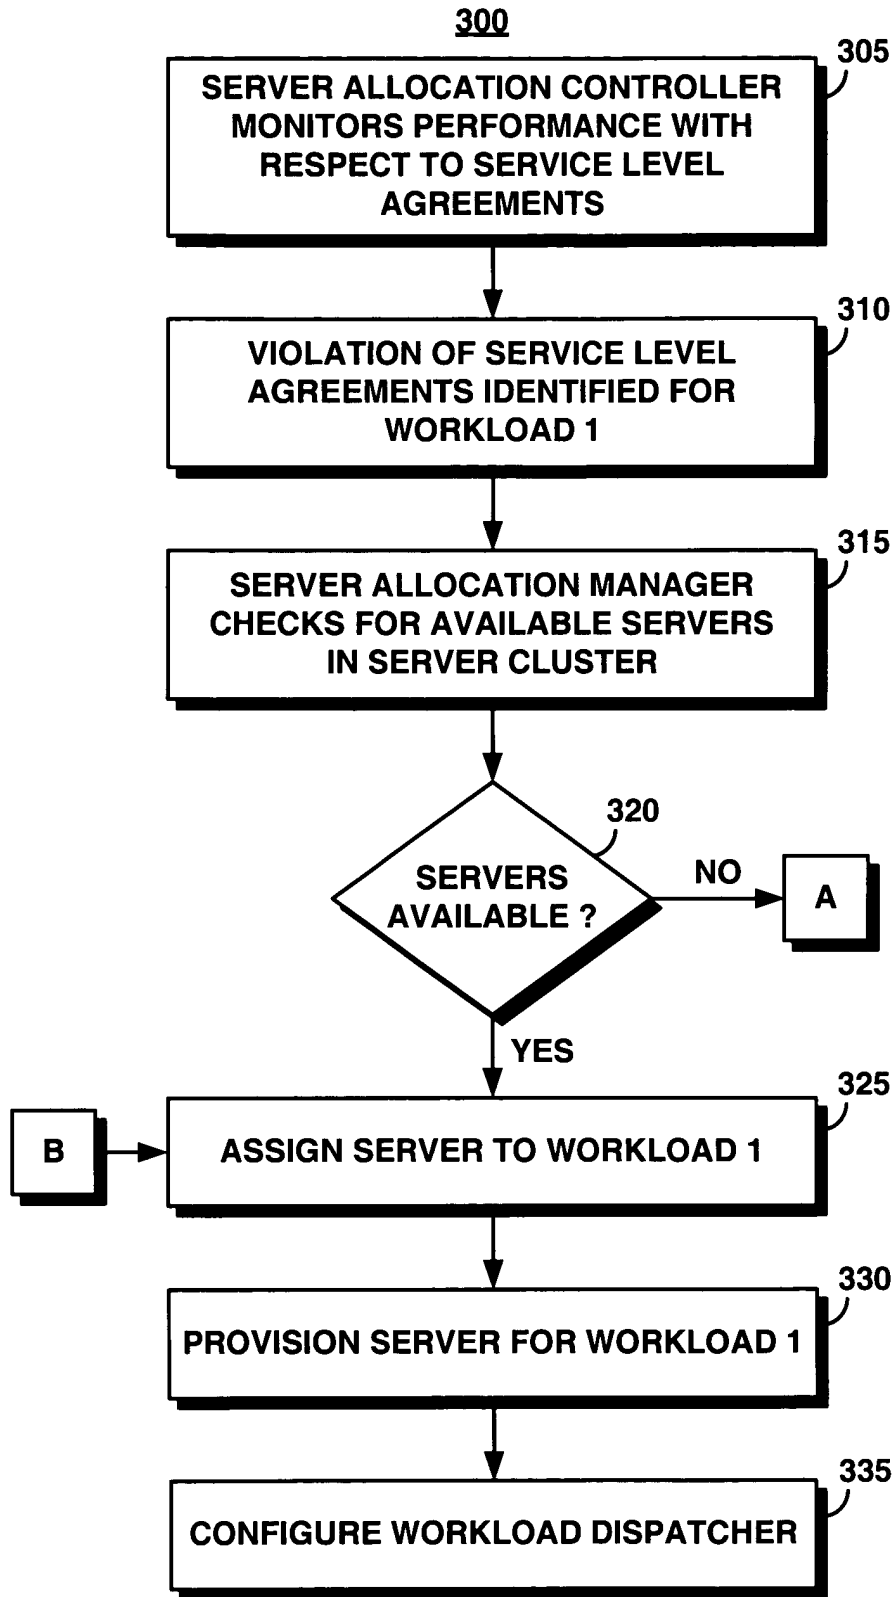 300
305
SERVER ALLOCATION CONTROLLER
MONITORS PERFORMANCE WITH
RESPECT TO SERVICE LEVEL
AGREEMENTS
310
VIOLATION OF SERVICE LEVEL
AGREEMENTS IDENTIFIED FOR
WORKLOAD 1
315
SERVER ALLOCATION MANAGER
CHECKS FOR AVAILABLE SERVERS
IN SERVER CLUSTER
320
SERVERS
AVAILABLE ?
NO
A
YES
325
B
ASSIGN SERVER TO WORKLOAD 1
330
PROVISION SERVER FOR WORKLOAD 1
335
CONFIGURE WORKLOAD DISPATCHER